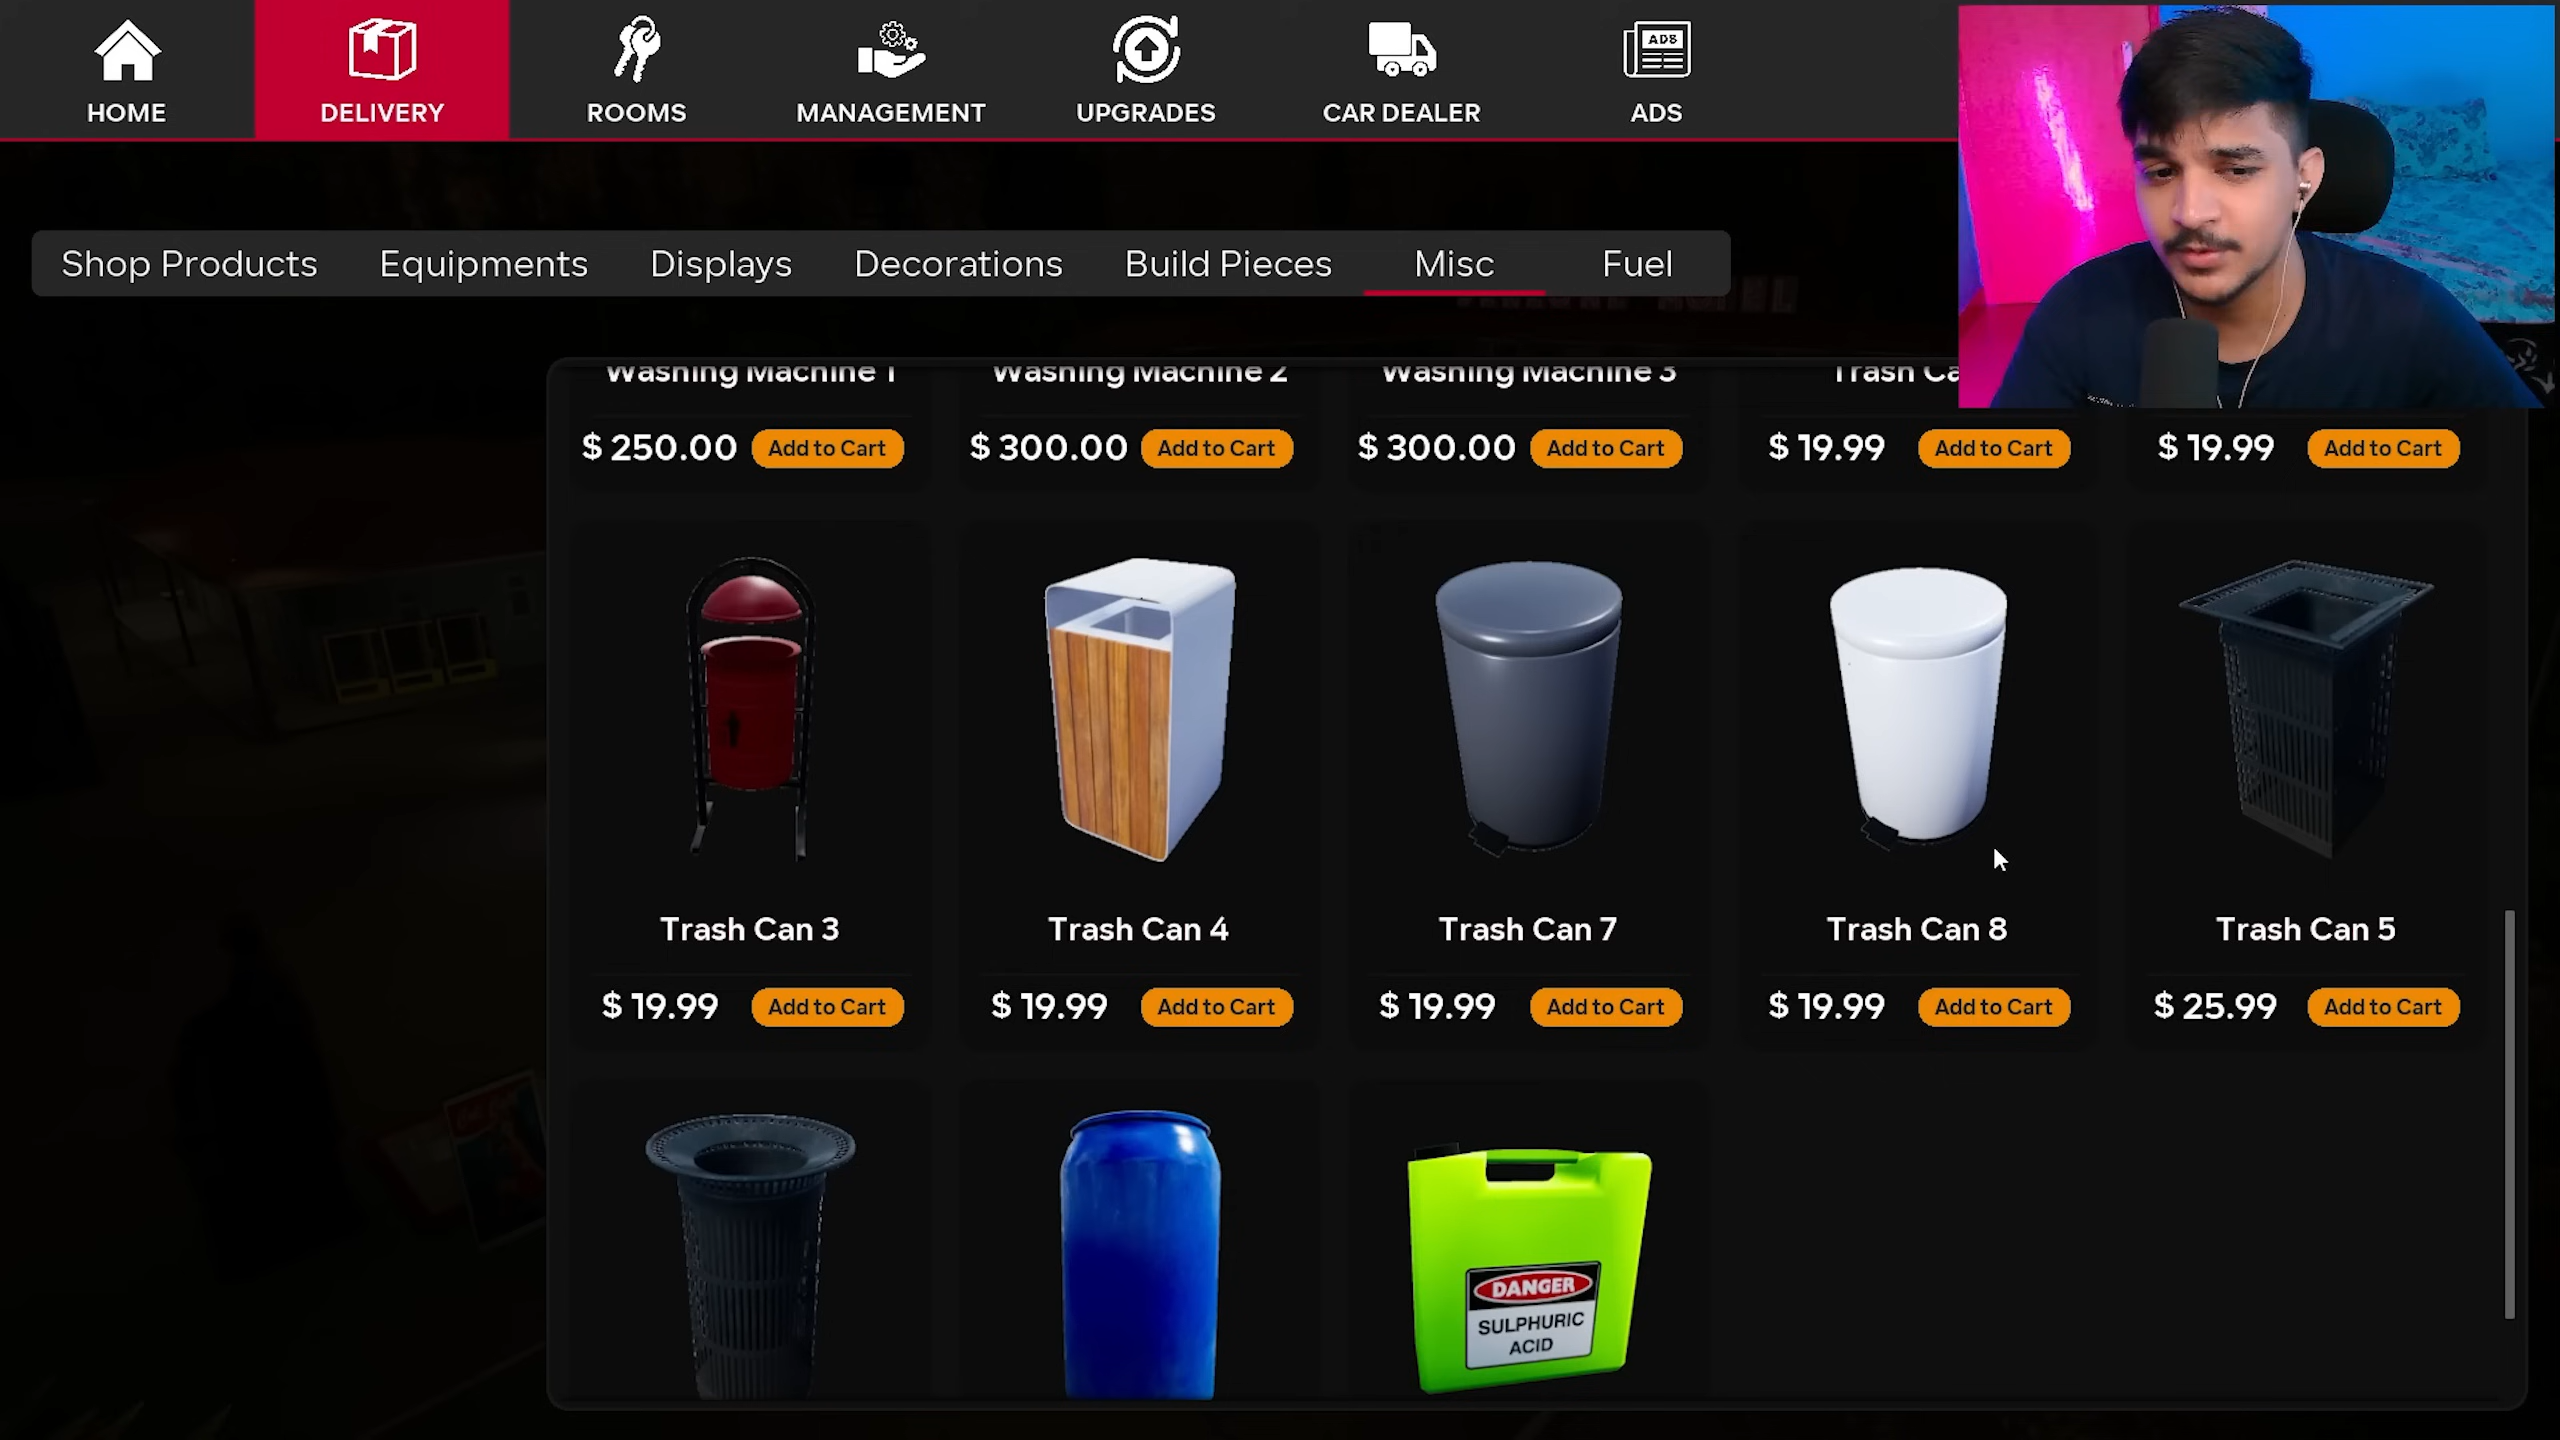 HOME
DELIVERY
ROOMS
MANAGEMENT
UPGRADES
CAR DEALER
ADS
ADS
Shop Products
Equipments
Displays
Decorations
Build Pieces
Misc
Fuel
Washing Machine 1
Washing Machine 2
Washing Machine 3
Trash Ca
$ 250.00 Add to Cart
$ 300.00 Add to Cart
$ 300.00 Add to Cart
$ 19.99 Add to Cart
$ 19.99 Add to Cart
Trash Can 3
Trash Can 4
Trash Can 7
Trash Can 8
Trash Can 5
$ 19.99 Add to Cart
$ 19.99 Add to Cart
$ 19.99 Add to Cart
$ 19.99 Add to Cart
$ 25.99 Add to Cart
DANGER
SULPHURIC
ACID